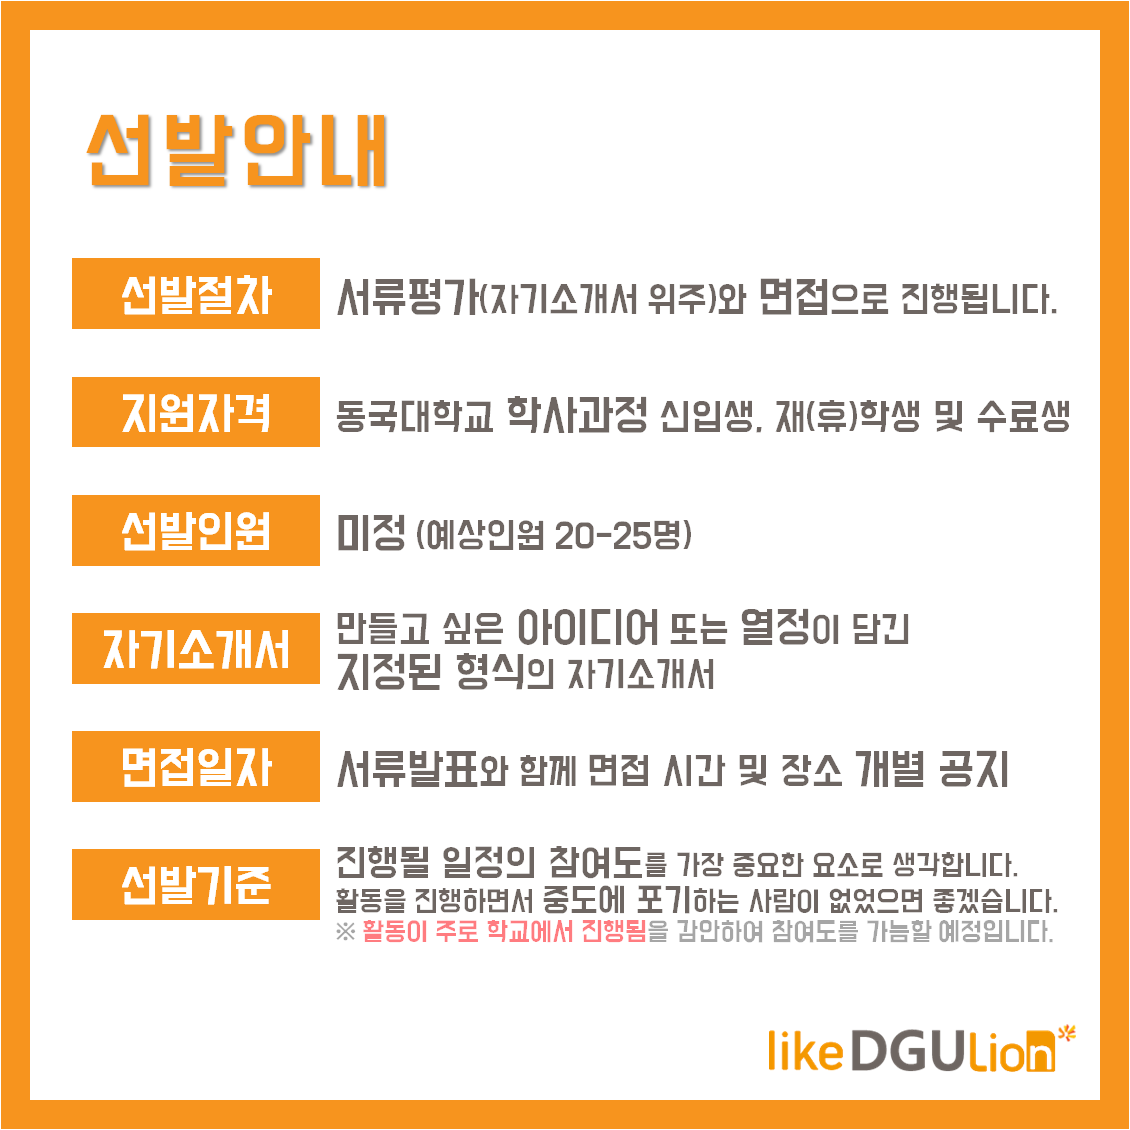 선발안내
선발절차
서류평가(자기소개서 위주)와 면접으로 진행됩니다.
지원자격
동국대학교 학사과정 신입생, 재(휴)학생 및 수료생
선발인원
미정 (예상인원 20-25명)
자기소개서
만들고 싶은 아이디어 또는 열정이 담긴
지정된 형식의 자기소개서
면접일자
서류발표와 함께 면접 시간 및 장소 개별 공지
선발기준
진행될 일정의 참여도를 가장 중요한 요소로 생각합니다.
활동을 진행하면서 중도에 포기하는 사람이 없었으면 좋겠습니다.
※ 활동이 주로 학교에서 진행됨을 감안하여 참여도를 가늠할 예정입니다.
likeDGULion